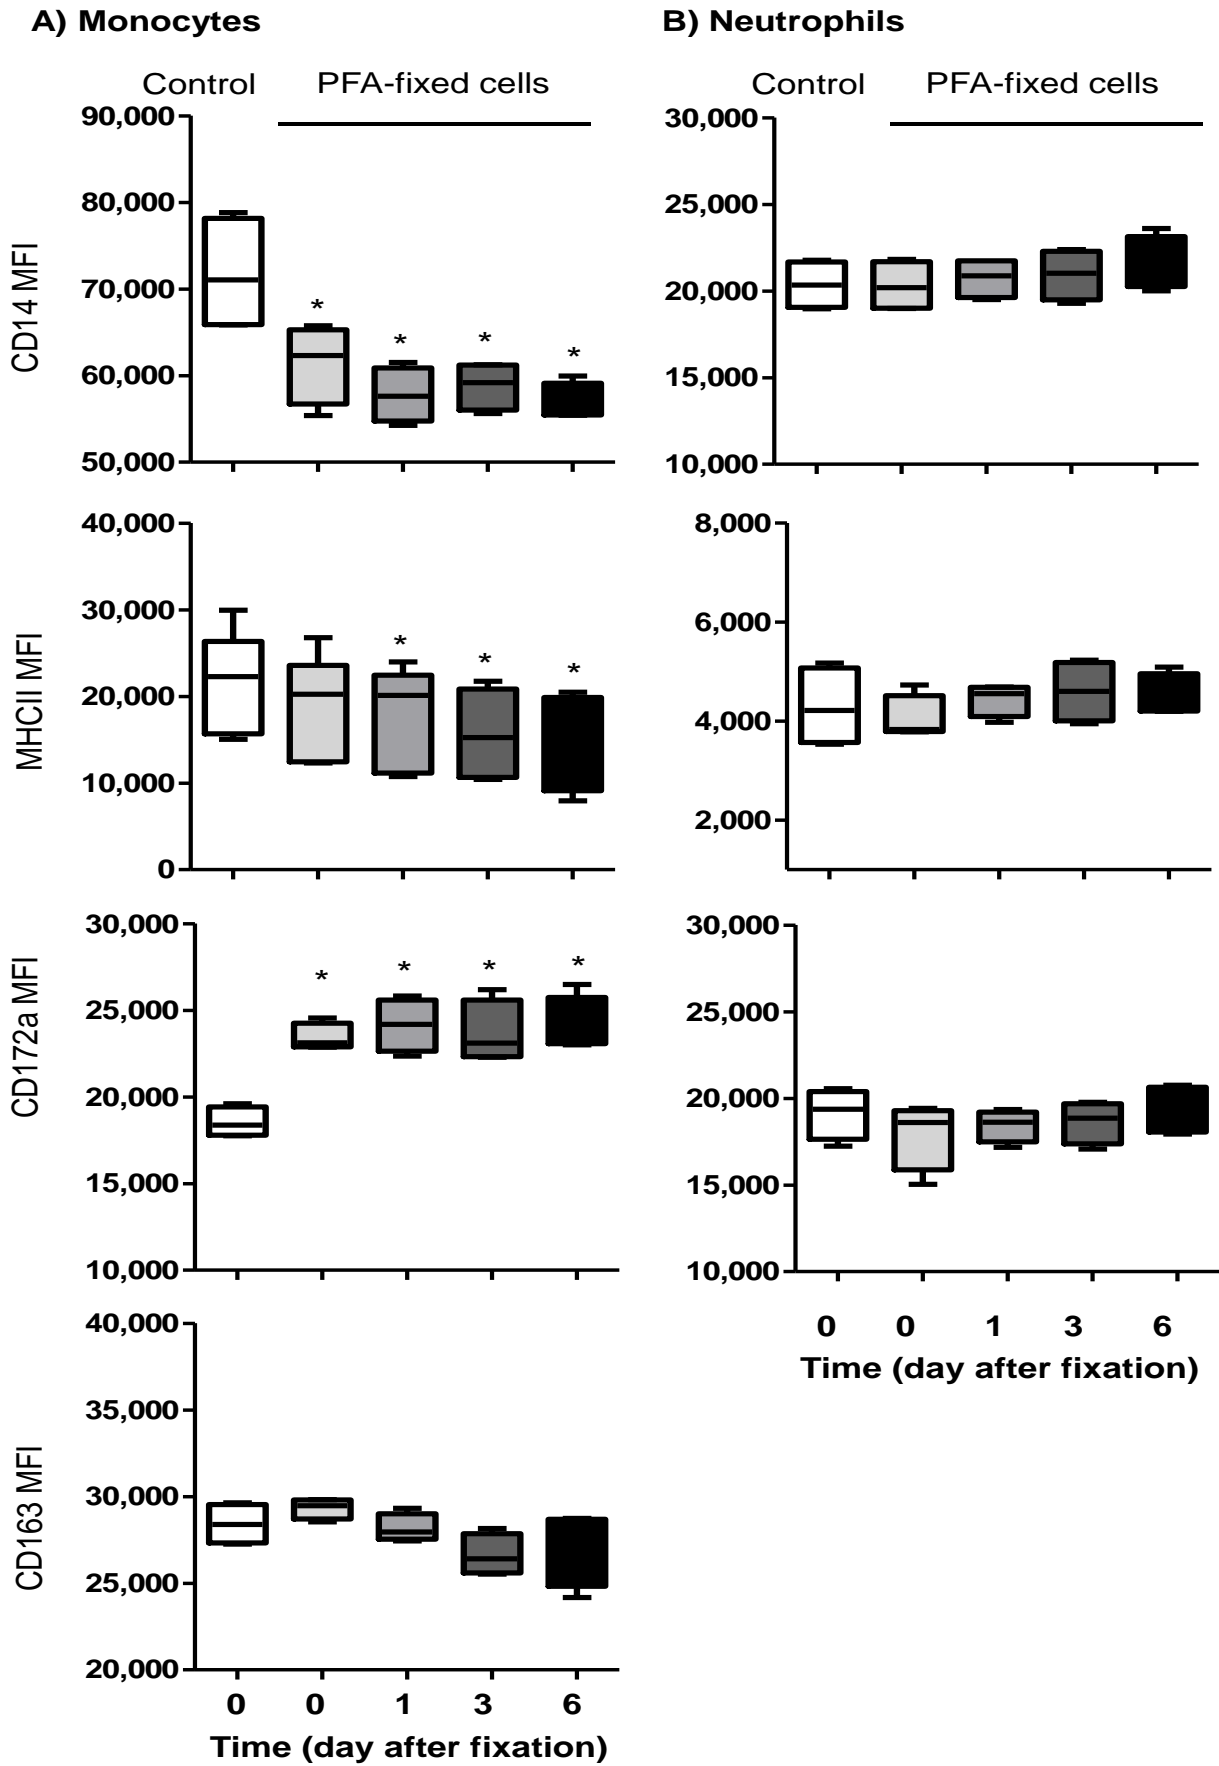 A) Monocytes
Control PFA-fixed cells
CD14 MFI
90,000
80,000
70,000
60,000
50,000
* * * *
MHCII MFI
40,000
30,000
20,000
10,000
0
* * *
CD172a MFI
30,000
25,000
20,000
15,000
10,000
* * * *
CD163 MFI
40,000
35,000
30,000
25,000
20,000
0 0 1 3 6
Time (day after fixation)
B) Neutrophils
Control PFA-fixed cells
30,000
25,000
20,000
15,000
10,000
8,000
6,000
4,000
2,000
30,000
25,000
20,000
15,000
10,000
0 0 1 3 6
Time (day after fixation)